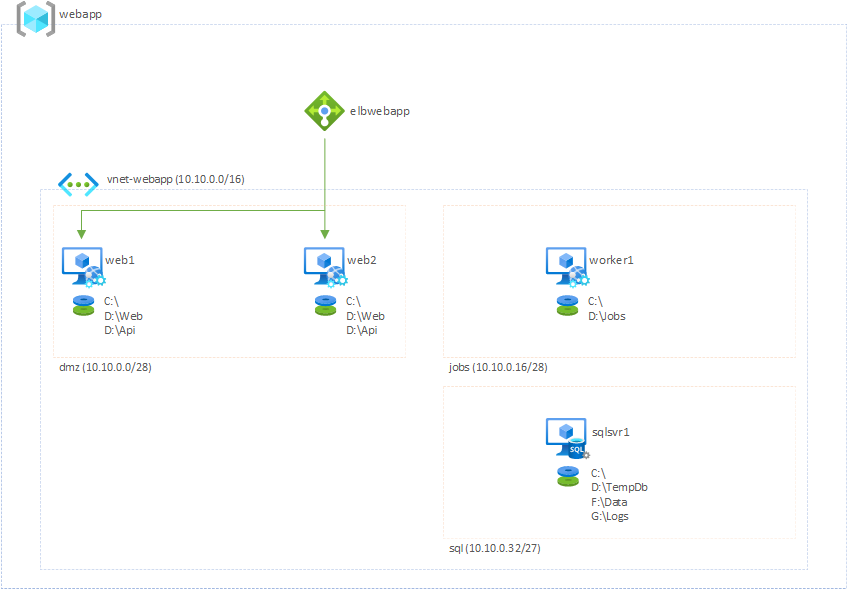 webapp
elbwebapp
vnet-webapp (10.10.0.0/16)
web1
C:\
D:\Web
D:\Api
web2
C:\
D:\Web
D:\Api
dmz (10.10.0.0/28)
worker1
C:\
D:\Jobs
jobs (10.10.0.16/28)
sqlsvr1
SQL
C:\
D:\TempDb
F:\Data
G:\Logs
sql (10.10.0.32/27)